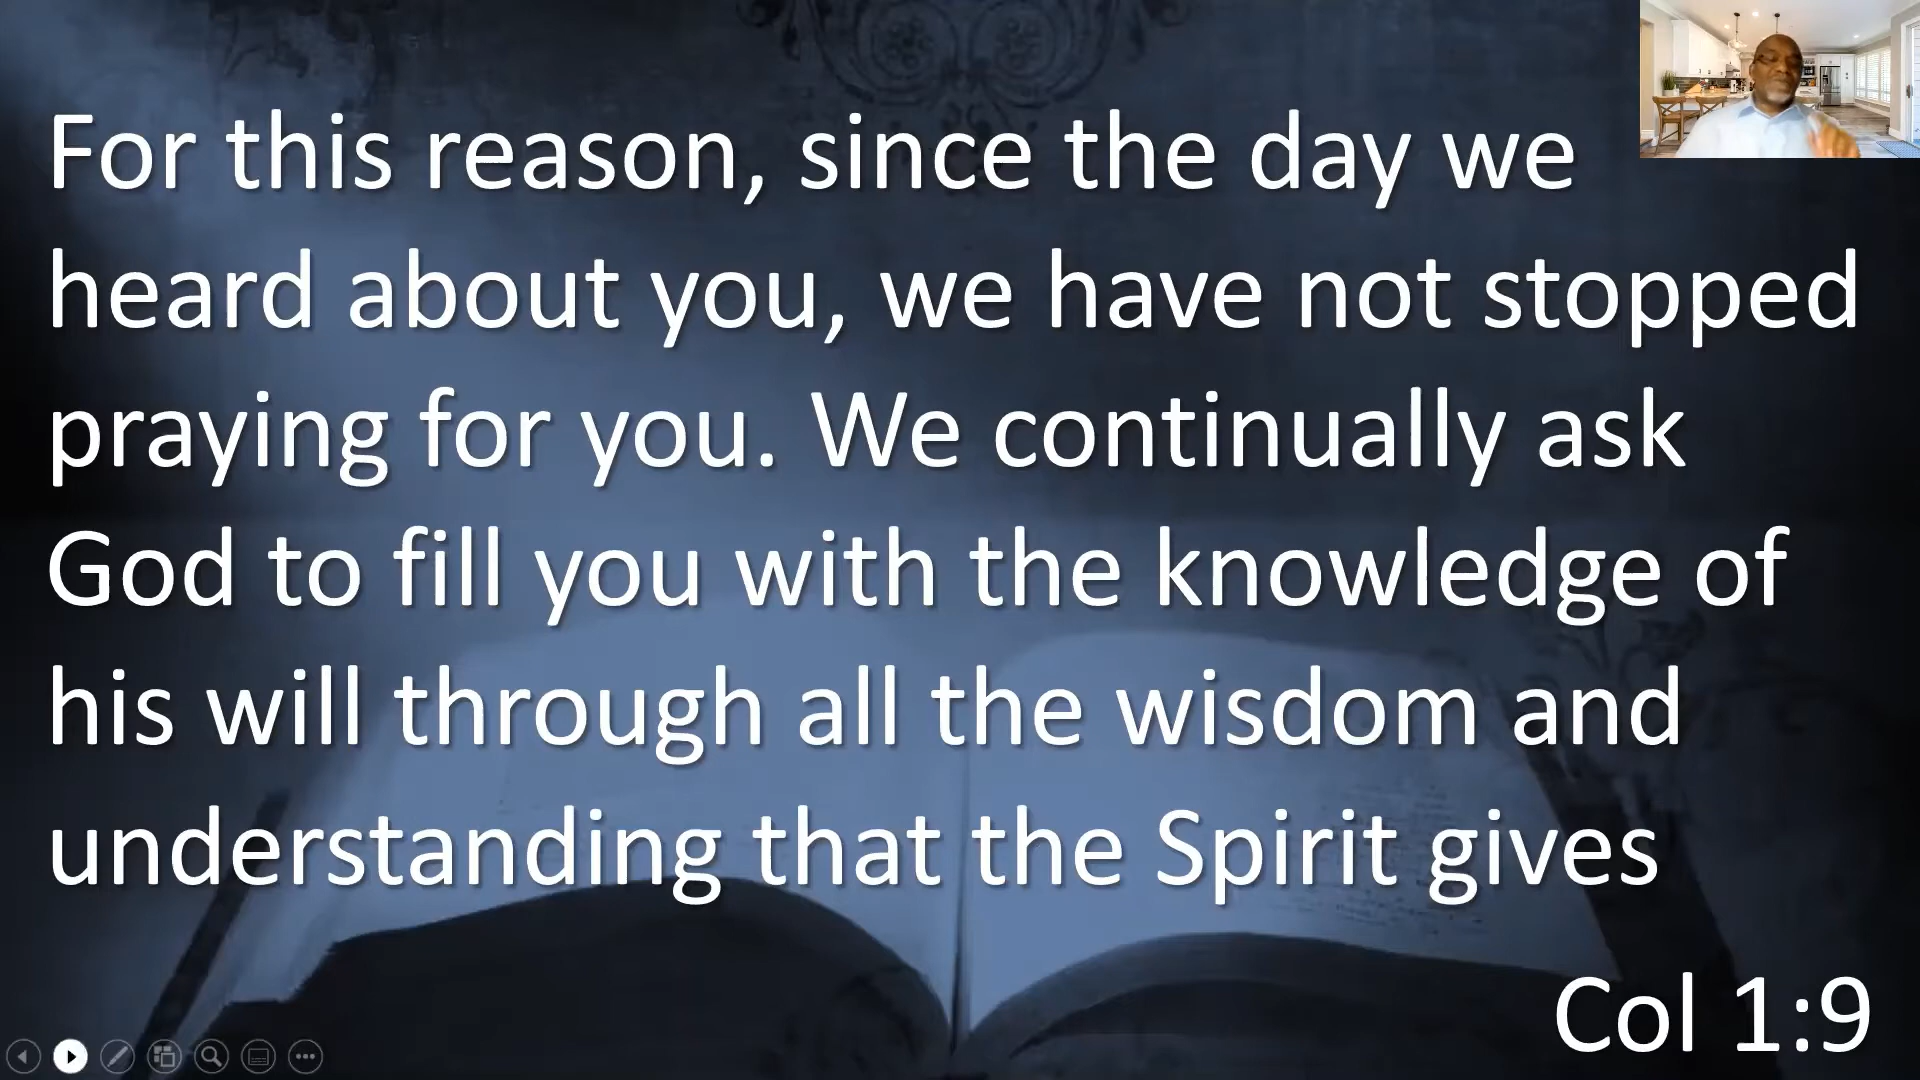 For this reason, since the day we
heard about you, we have not stopped
praying for you. We continually ask
God to fill you with the knowledge of
his will through all the wisdom and
understanding that the Spirit gives
Col 1:9